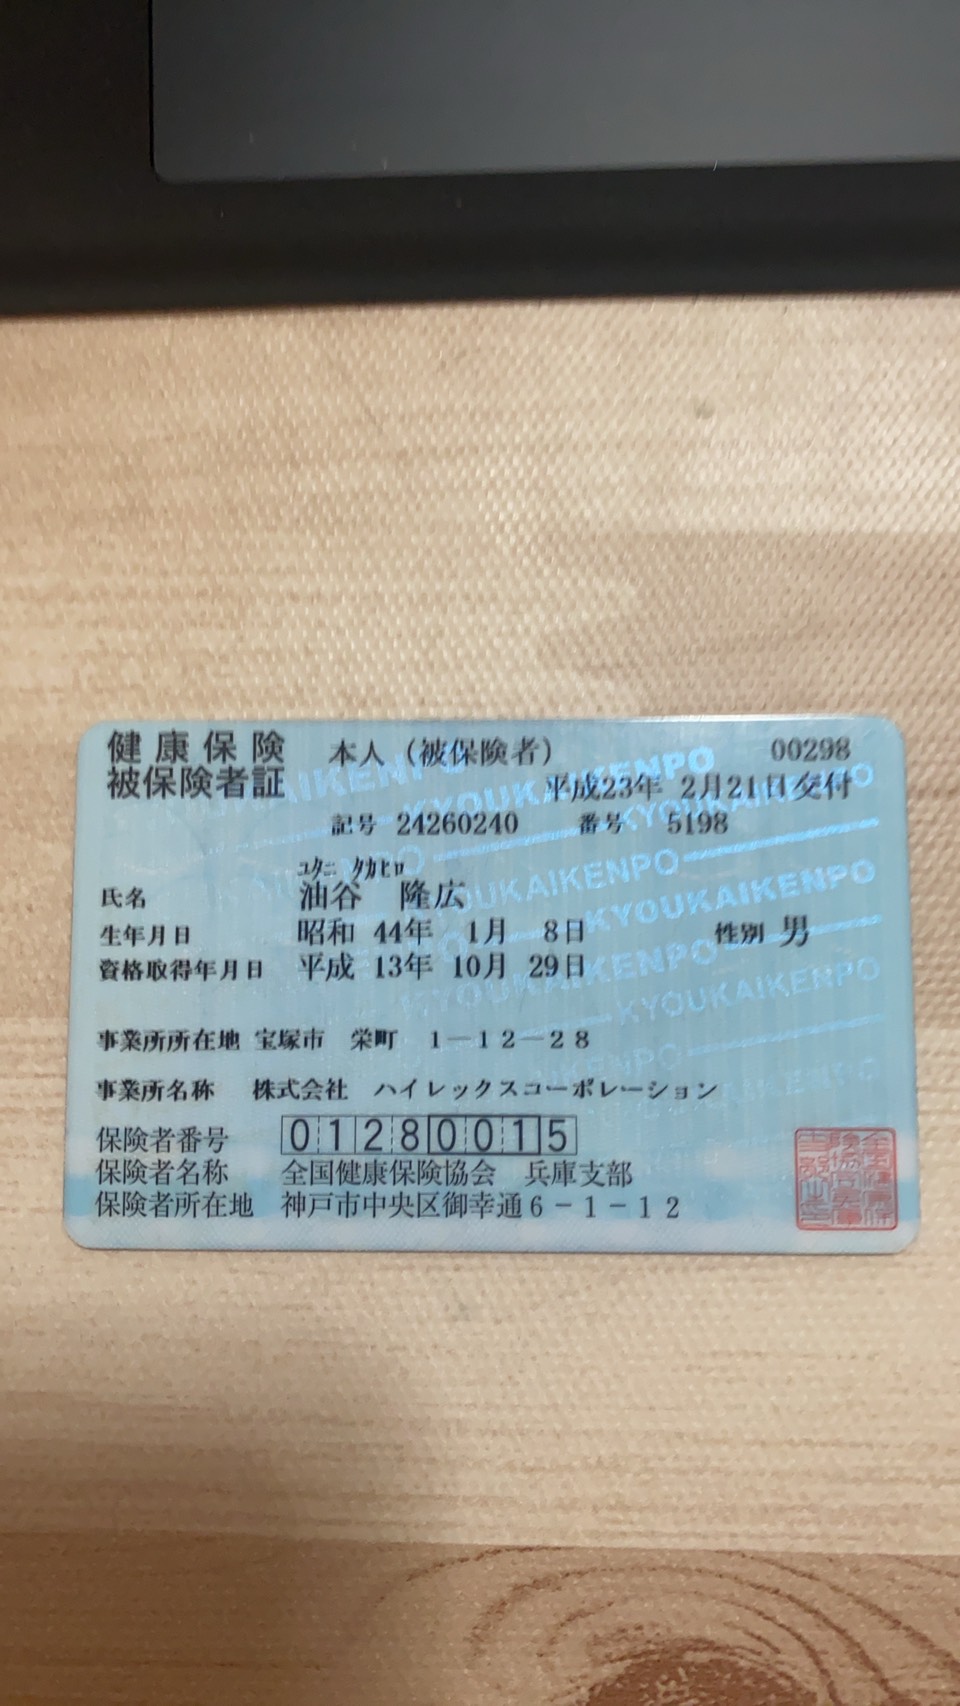 健康保険 本人（被保険者） 00298
被保険者証 平成23年 2月21日交付
記号 24260240 番号 5198
ユタニ タカヒロ
氏名 油谷 隆広
生年月日 昭和 44年 1月 8日 性別 男
資格取得年月日 平成 13年 10月 29日
事業所所在地 宝塚市 栄町 1－12－28
事業所名称 株式会社 ハイレックスコーポレーション
保険者番号 01280015
保険者名称 全国健康保険協会 兵庫支部
保険者所在地 神戸市中央区御幸通6－1－12
KYOUKAIKENPO